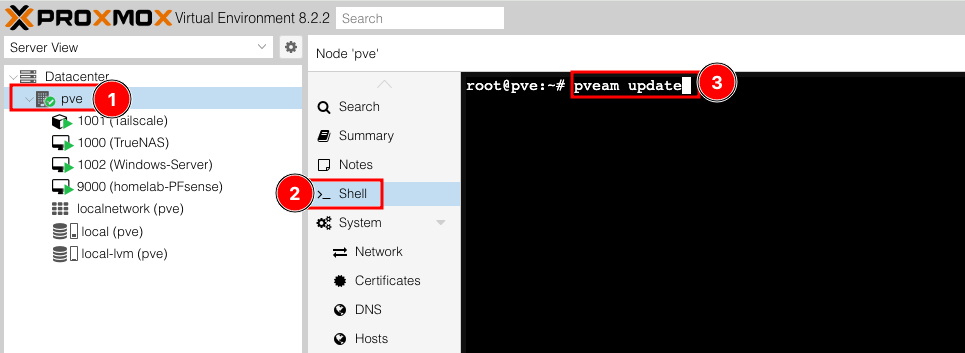 PROXMOX Virtual Environment 8.2.2 Search
Server View
Datacenter
pve
1
1001 (Tailscale)
1000 (TrueNAS)
1002 (Windows-Server)
9000 (homelab-PFsense)
localnetwork (pve)
local (pve)
local-lvm (pve)
Node 'pve'
Search
Summary
Notes
2
Shell
System
Network
Certificates
DNS
Hosts
root@pve:~# pveam update
3